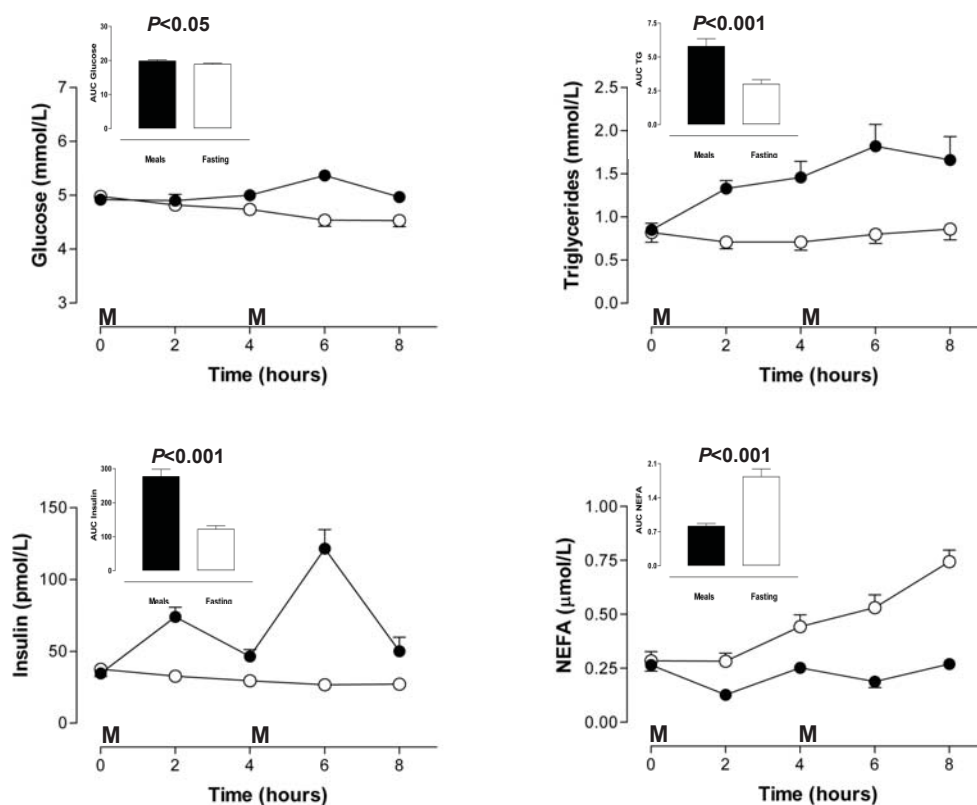 P<0.05
30
20
10
0
AUC Glucose
Meals Fasting
7
6
5
4
3
Glucose (mmol/L)
M M
0 2 4 6 8
Time (hours)
P<0.001
7.5
5.0
2.5
0.0
AUC TG
Meals Fasting
2.5
2.0
1.5
1.0
0.5
0.0
Triglycerides (mmol/L)
M M
0 2 4 6 8
Time (hours)
P<0.001
300
200
100
0
AUC Insulin
Meals Fasting
150
100
50
0
Insulin (pmol/L)
M M
0 2 4 6 8
Time (hours)
P<0.001
2.1
1.4
0.7
0.0
AUC NEFA
Meals Fasting
1.00
0.75
0.50
0.25
0.00
NEFA (μmol/L)
M M
0 2 4 6 8
Time (hours)